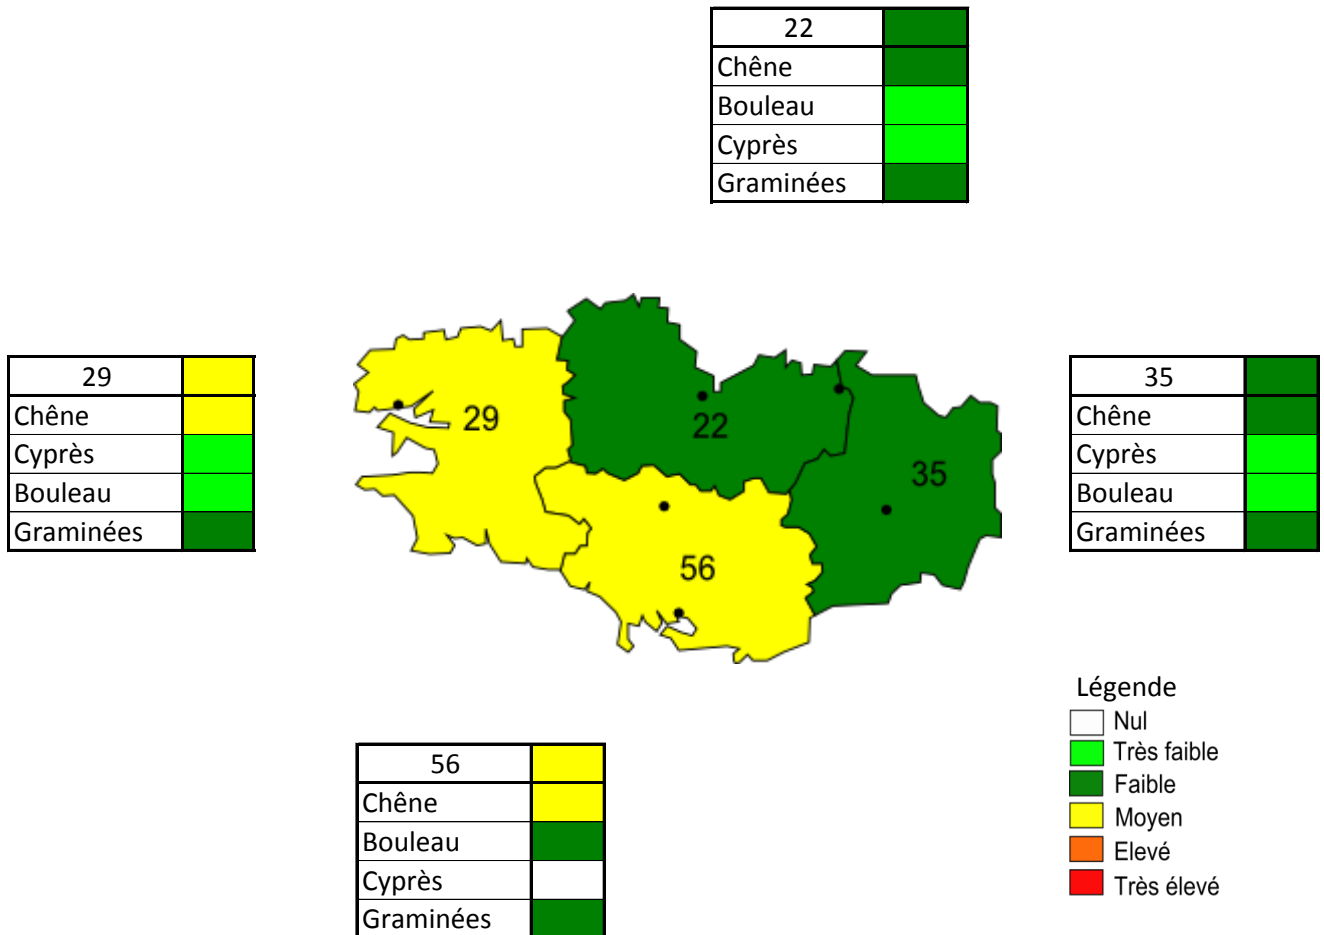 22
Chêne
Bouleau
Cyprès
Graminées
29
Chêne
Cyprès
Bouleau
Graminées
29
22
35
56
35
Chêne
Cyprès
Bouleau
Graminées
56
Chêne
Bouleau
Cyprès
Graminées
Légende
Nul
Très faible
Faible
Moyen
Elevé
Très élevé